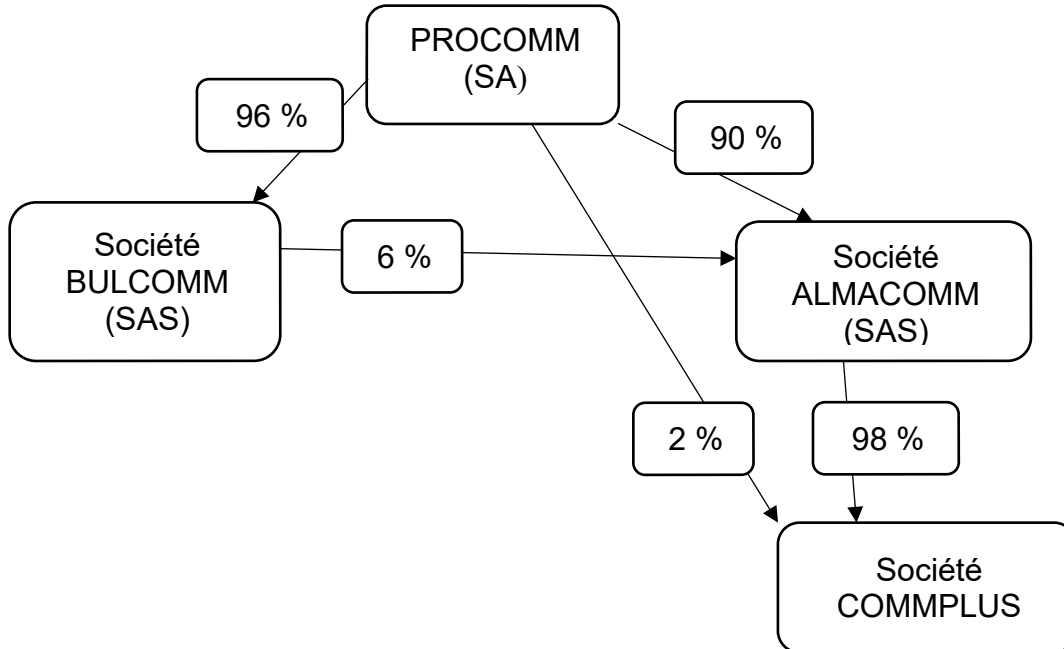 PROCOMM
(SA)
96 %
90 %
Société
BULCOMM
(SAS)
6 %
Société
ALMACOMM
(SAS)
2 %
98 %
Société
COMMPLUS